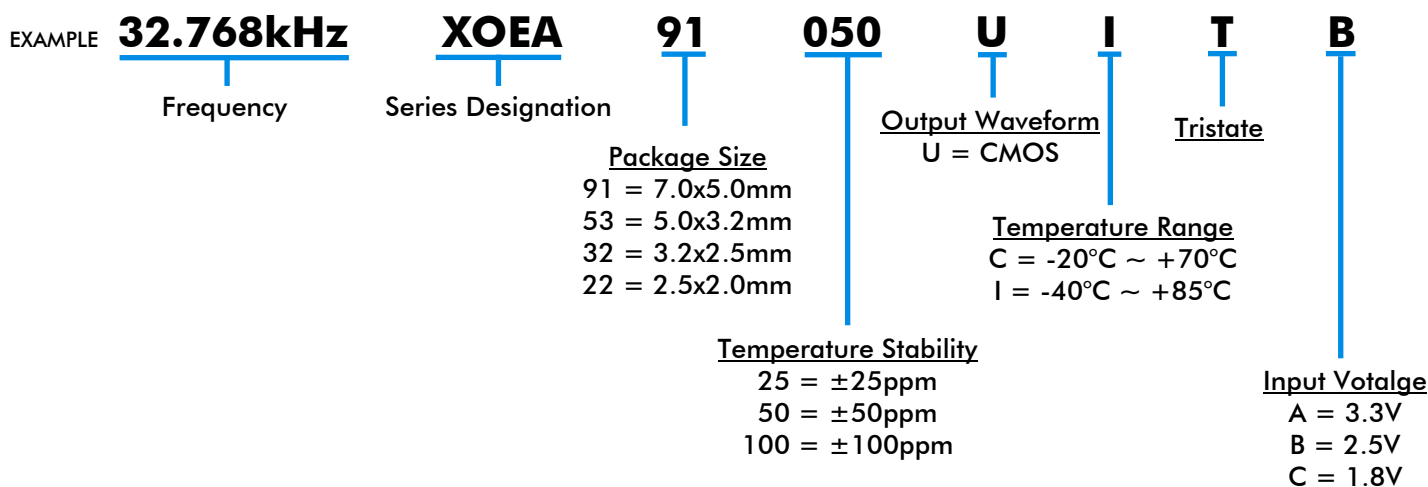 EXAMPLE 32.768kHz XOEA 91 050 U I T B
Frequency
Series Designation
Package Size
91 = 7.0x5.0mm
53 = 5.0x3.2mm
32 = 3.2x2.5mm
22 = 2.5x2.0mm
Temperature Stability
25 = ±25ppm
50 = ±50ppm
100 = ±100ppm
Output Waveform
U = CMOS
Temperature Range
C = -20°C ~ +70°C
I = -40°C ~ +85°C
Tristate
Input Votalge
A = 3.3V
B = 2.5V
C = 1.8V